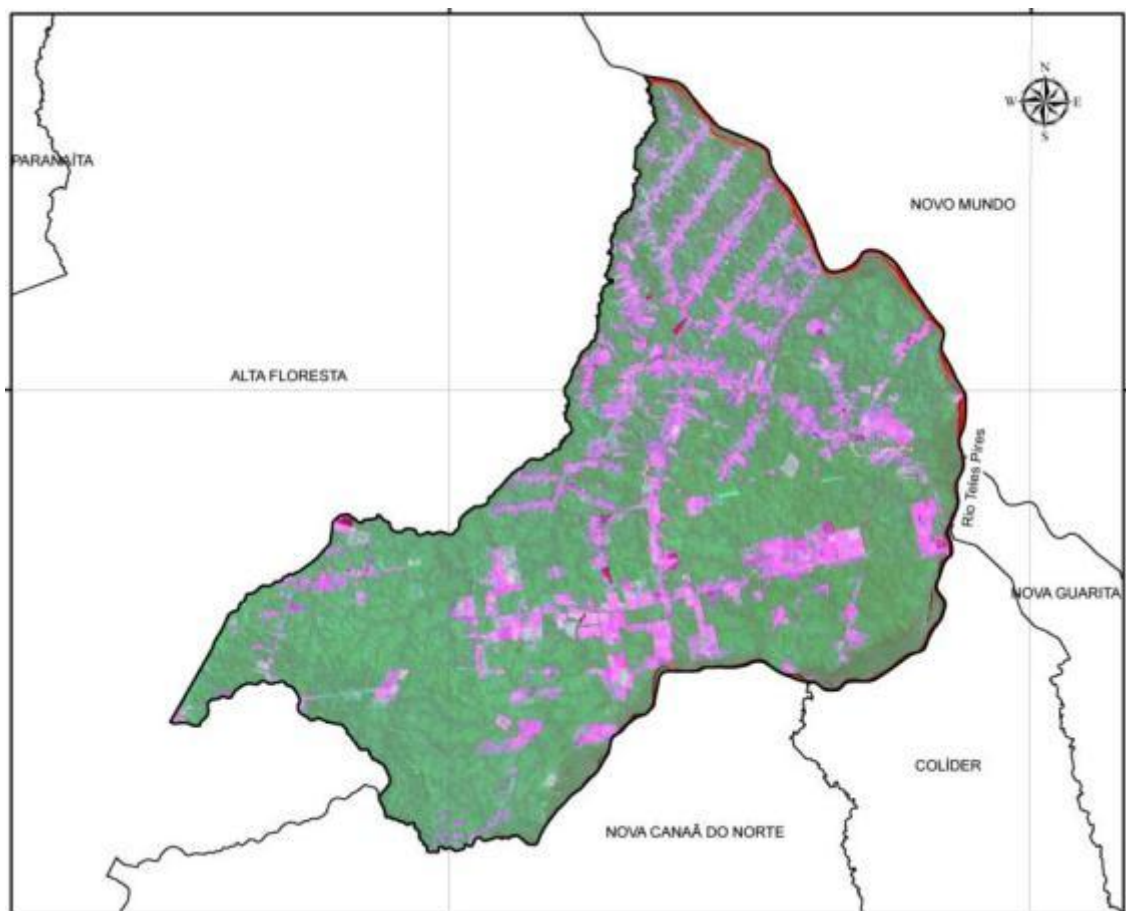 N
W E
S
PARANAÍTA
NOVO MUNDO
ALTA FLORESTA
Rio Teles Pires
NOVA GUARITA
COLÍDER
NOVA CANAÃ DO NORTE